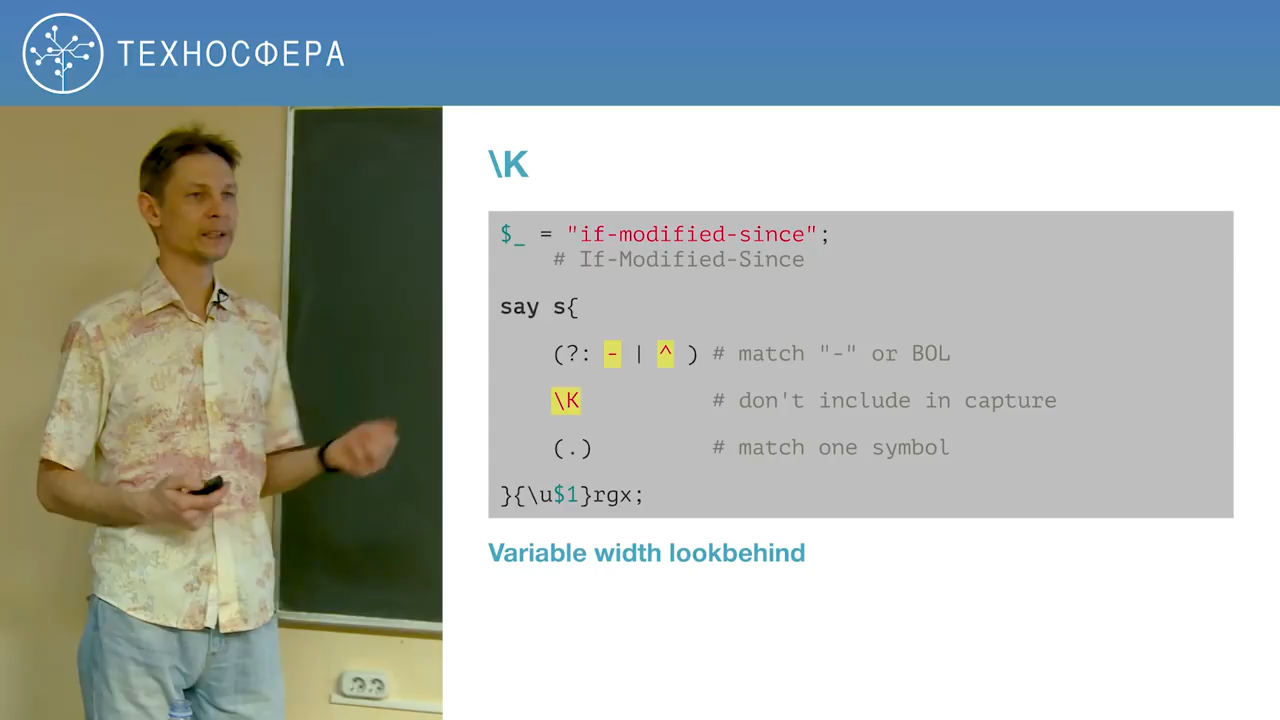 ТЕХНОСФЕРА
\K
$_ = "if-modified-since";
# If-Modified-Since
say s{
(?: - | ^ ) # match "-" or BOL
\K # don't include in capture
(.) # match one symbol
}{\u$1}rgx;
Variable width lookbehind